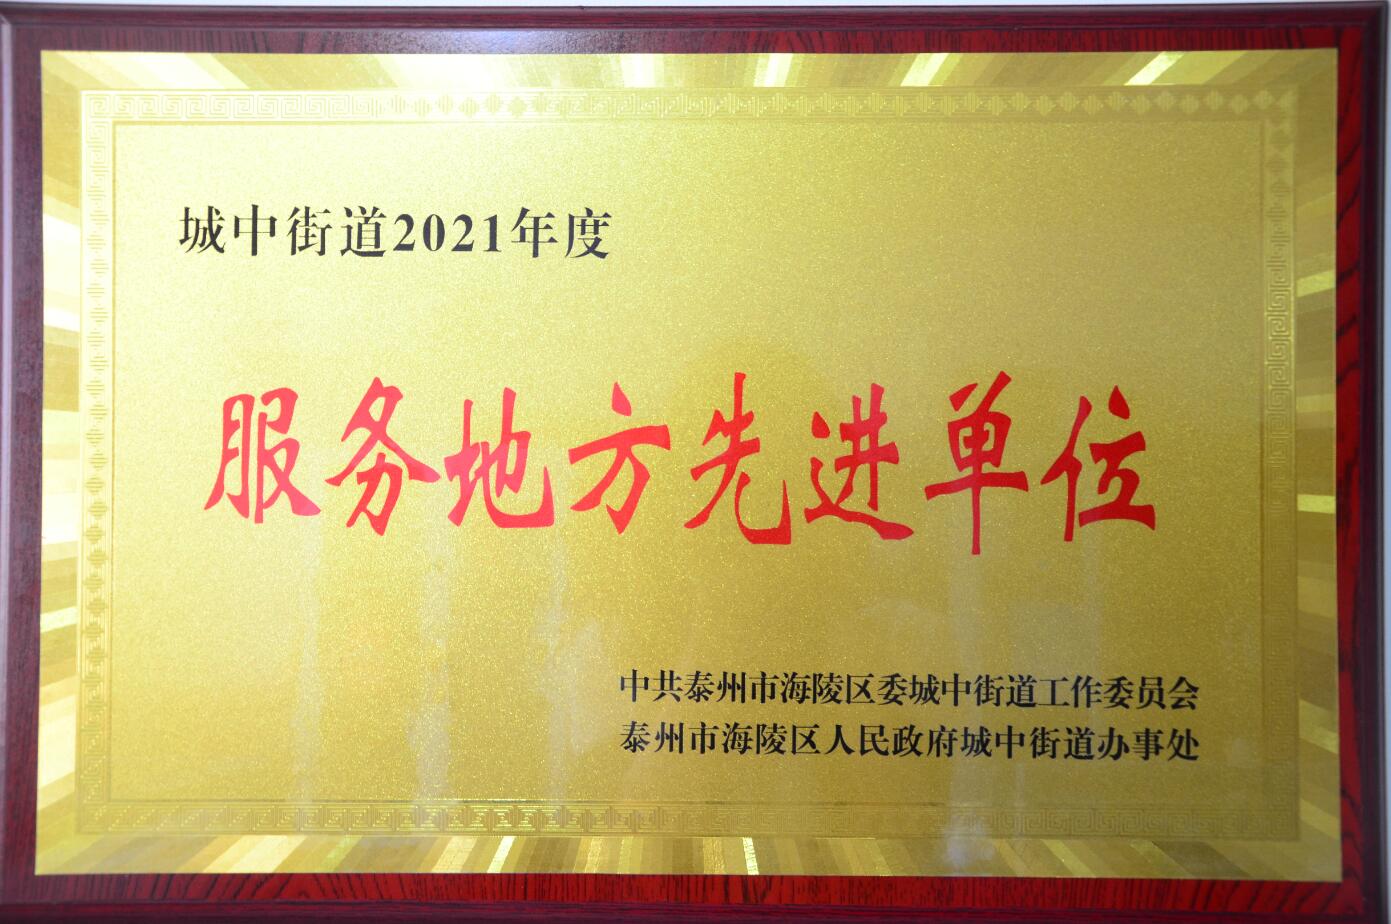 城中街道2021年度
服务地方先进单位
中共泰州市海陵区委城中街道工作委员会
泰州市海陵区人民政府城中街道办事处